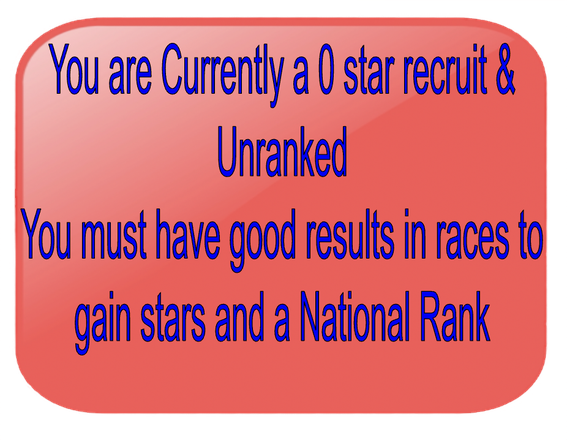 You are Currently a 0 star recruit &
Unranked
You must have good results in races to
gain stars and a National Rank